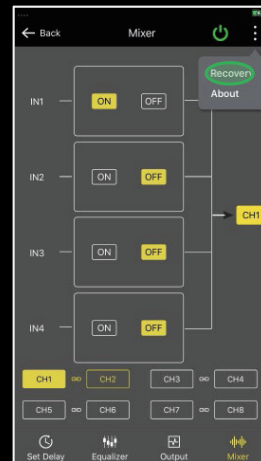 Back Mixer
Recovery
About
IN1 ON OFF
IN2 ON OFF
CH1
IN3 ON OFF
IN4 ON OFF
CH1 CH2 CH3 CH4
CH5 CH6 CH7 CH8
Set Delay Equalizer Output Mixer